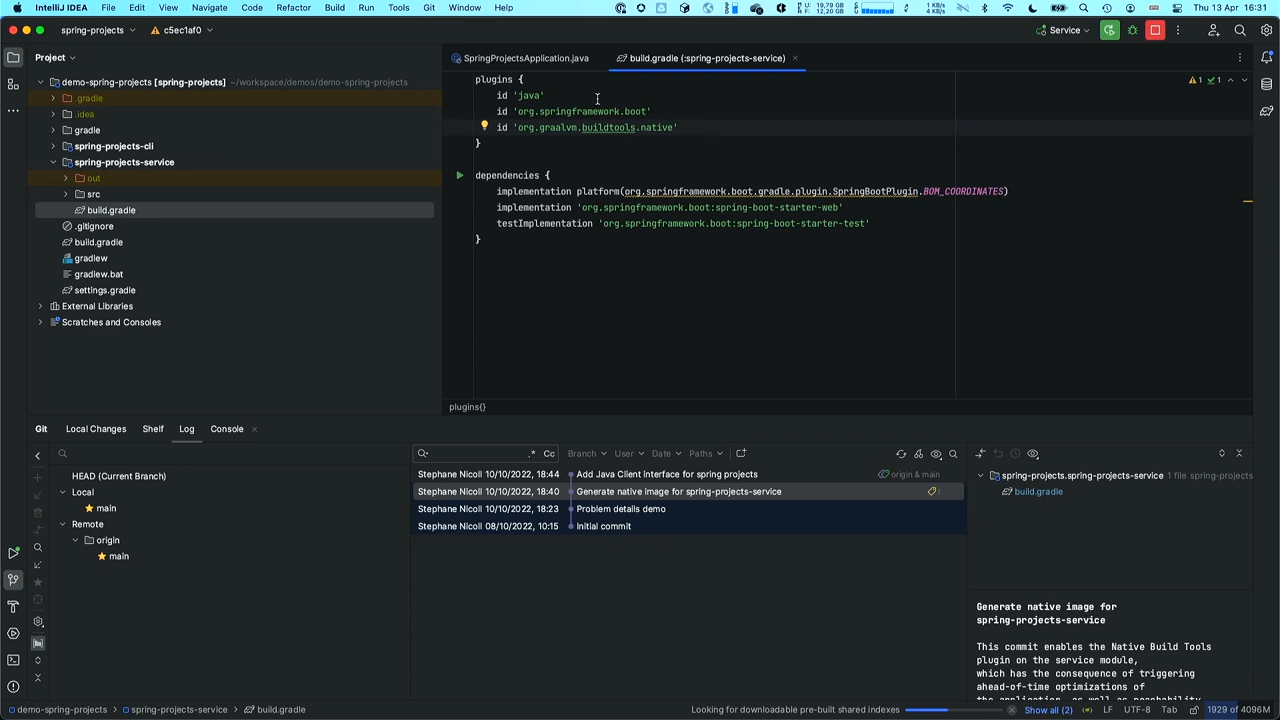 IntelliJ IDEA File Edit View Navigate Code Refactor Build Run Tools Git Window Help
Thu 13 Apr 16:31
spring-projects c5ec1af0 Service
Project
SpringProjectsApplication.java build.gradle (:spring-projects-service)
demo-spring-projects [spring-projects] ~/workspace/demos/demo-spring-projects
.gradle
.idea
gradle
spring-projects-cli
spring-projects-service
out
src
build.gradle
.gitignore
build.gradle
gradlew
gradlew.bat
settings.gradle
External Libraries
Scratches and Consoles
plugins {
id 'java'
id 'org.springframework.boot'
id 'org.graalvm.buildtools.native'
}
dependencies {
implementation platform(org.springframework.boot.gradle.plugin.SpringBootPlugin.BOM_COORDINATES)
implementation 'org.springframework.boot:spring-boot-starter-web'
testImplementation 'org.springframework.boot:spring-boot-starter-test'
}
1 1
plugins{}
Git Local Changes Shelf Log Console
HEAD (Current Branch)
Local
main
Remote
origin
main
.* Cc Branch User Date Paths
Stephane Nicoll 10/10/2022, 18:44 Add Java Client interface for spring projects origin & main
Stephane Nicoll 10/10/2022, 18:40 Generate native image for spring-projects-service
Stephane Nicoll 10/10/2022, 18:23 Problem details demo
Stephane Nicoll 08/10/2022, 10:15 Initial commit
spring-projects.spring-projects-service 1 file spring-projects
build.gradle
Generate native image for
spring-projects-service
This commit enables the Native Build Tools
plugin on the service module,
which has the consequence of triggering
ahead-of-time optimizations of
demo-spring-projects spring-projects-service build.gradle
Looking for downloadable pre-built shared indexes Show all (2) LF UTF-8 Tab 1929 of 4096M